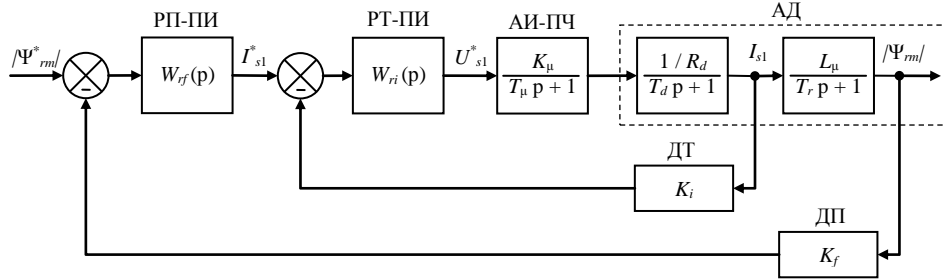 РП-ПИ РТ-ПИ АИ-ПЧ АД
/Ψ*rm/ Wrf (p) I*s1 Wri (p) U*s1 Kμ 1 / Rd Is1 Lμ /Ψrm/
Tμ p + 1 Td p + 1 Tr p + 1
ДТ
Ki
ДП
Kf